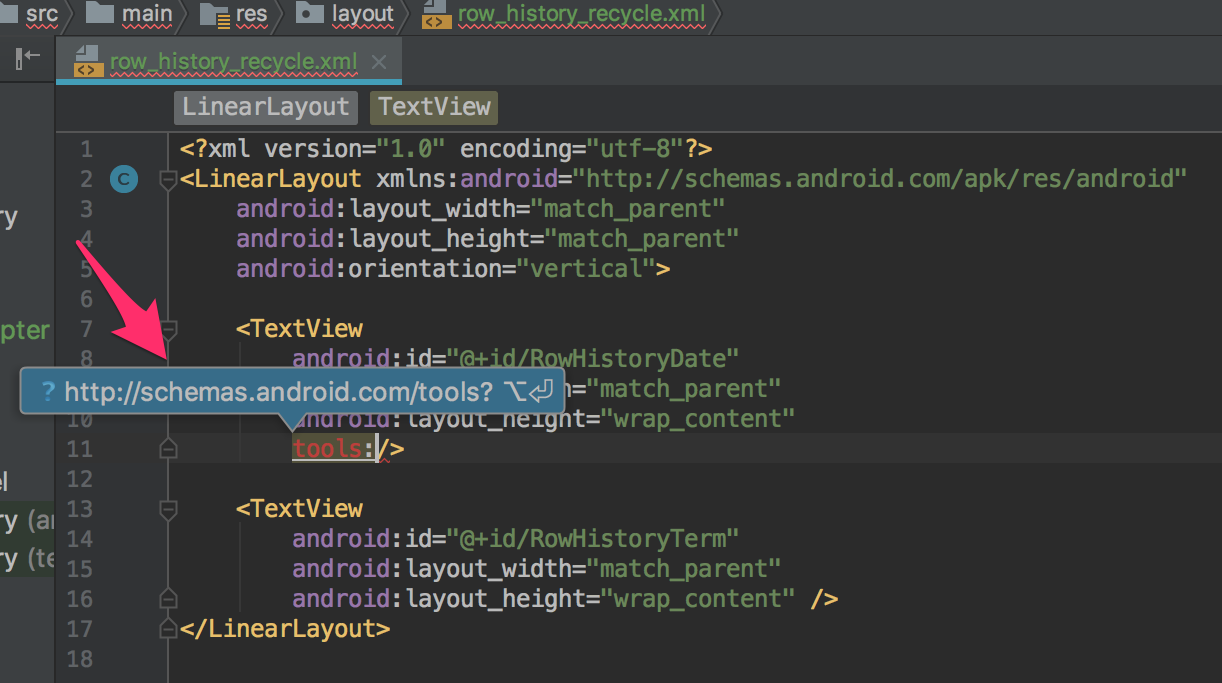 src main res layout row_history_recycle.xml
row_history_recycle.xml
LinearLayout TextView
1 <?xml version="1.0" encoding="utf-8"?>
2 C <LinearLayout xmlns:android="http://schemas.android.com/apk/res/android"
ry
3 android:layout_width="match_parent"
4 android:layout_height="match_parent"
5 android:orientation="vertical">
6
7 <TextView
pter
8 android:id="@+id/RowHistoryDate"
? http://schemas.android.com/tools? ⌥⏎ h="match_parent"
10 android:layout_height="wrap_content"
11 tools:/>
12
el
13 <TextView
ry (an
14 android:id="@+id/RowHistoryTerm"
ry (te
15 android:layout_width="match_parent"
16 android:layout_height="wrap_content" />
17 </LinearLayout>
18